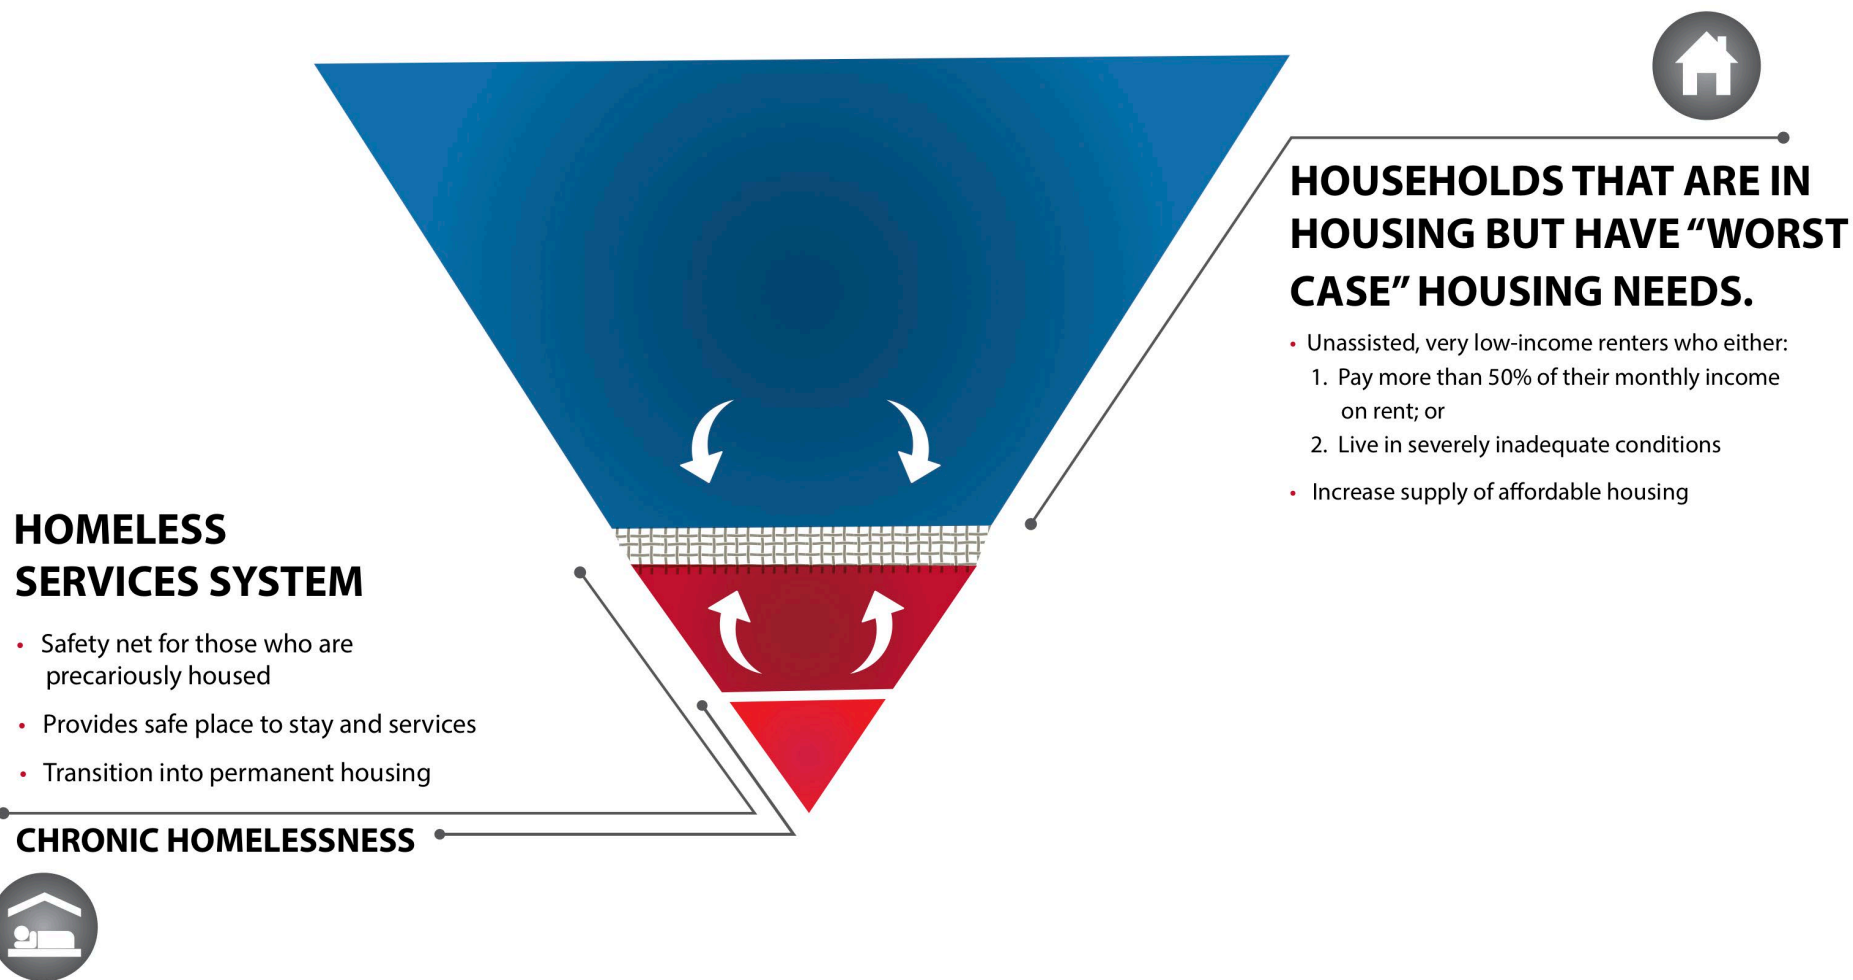 HOUSEHOLDS THAT ARE IN
HOUSING BUT HAVE “WORST
CASE” HOUSING NEEDS.
• Unassisted, very low-income renters who either:
1. Pay more than 50% of their monthly income
on rent; or
2. Live in severely inadequate conditions
• Increase supply of affordable housing
HOMELESS
SERVICES SYSTEM
• Safety net for those who are
precariously housed
• Provides safe place to stay and services
• Transition into permanent housing
CHRONIC HOMELESSNESS